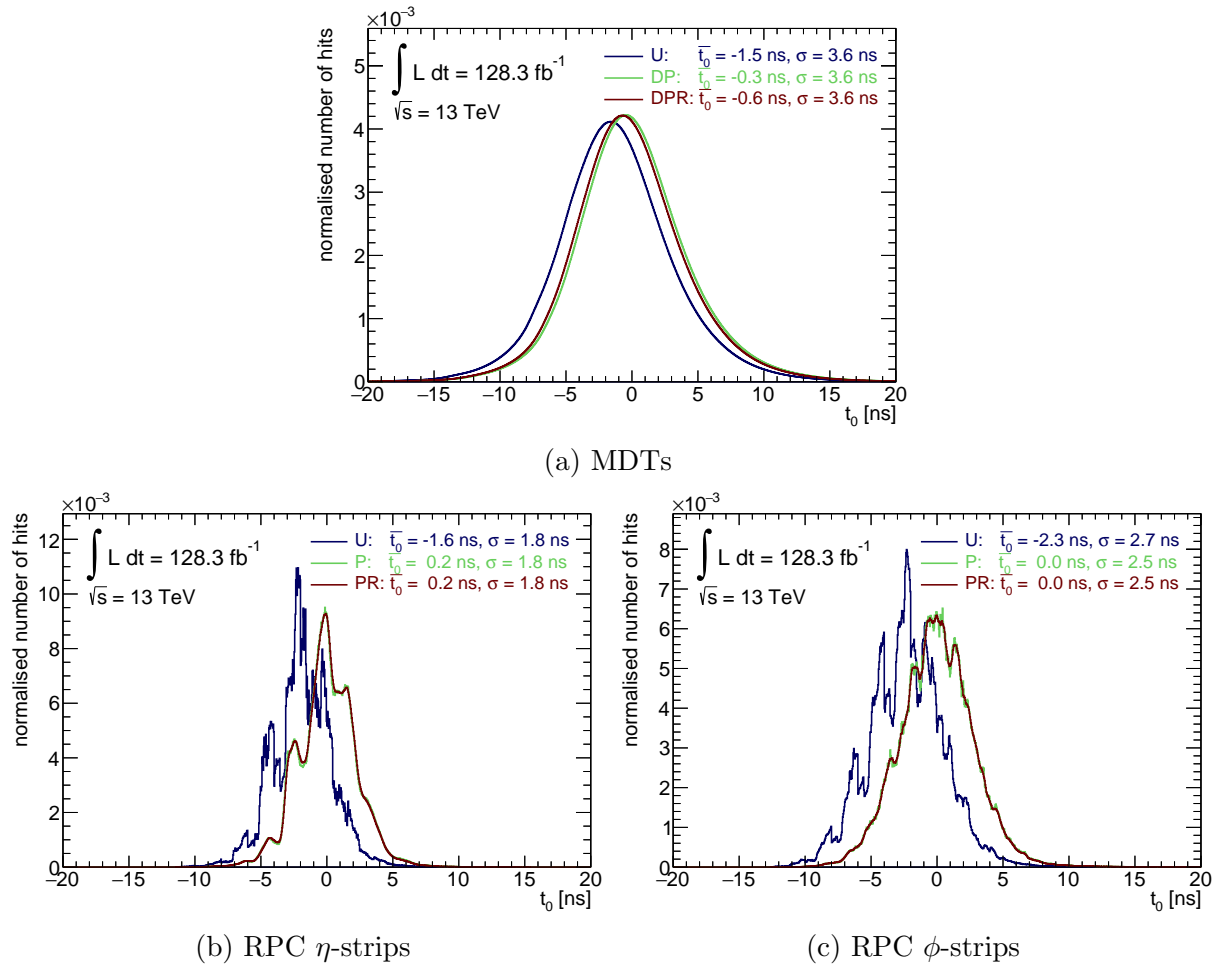 ×10⁻³
normalised number of hits
5
4
3
2
1
0
∫ L dt = 128.3 fb⁻¹
√s = 13 TeV
U: t̅₀ = -1.5 ns, σ = 3.6 ns
DP: t̅₀ = -0.3 ns, σ = 3.6 ns
DPR: t̅₀ = -0.6 ns, σ = 3.6 ns
−20 −15 −10 −5 0 5 10 15 20
t₀ [ns]
(a) MDTs
×10⁻³
normalised number of hits
12
10
8
6
4
2
0
∫ L dt = 128.3 fb⁻¹
√s = 13 TeV
U: t̅₀ = -1.6 ns, σ = 1.8 ns
P: t̅₀ = 0.2 ns, σ = 1.8 ns
PR: t̅₀ = 0.2 ns, σ = 1.8 ns
−20 −15 −10 −5 0 5 10 15 20
t₀ [ns]
(b) RPC η-strips
×10⁻³
normalised number of hits
8
7
6
5
4
3
2
1
0
∫ L dt = 128.3 fb⁻¹
√s = 13 TeV
U: t̅₀ = -2.3 ns, σ = 2.7 ns
P: t̅₀ = 0.0 ns, σ = 2.5 ns
PR: t̅₀ = 0.0 ns, σ = 2.5 ns
−20 −15 −10 −5 0 5 10 15 20
t₀ [ns]
(c) RPC ϕ-strips